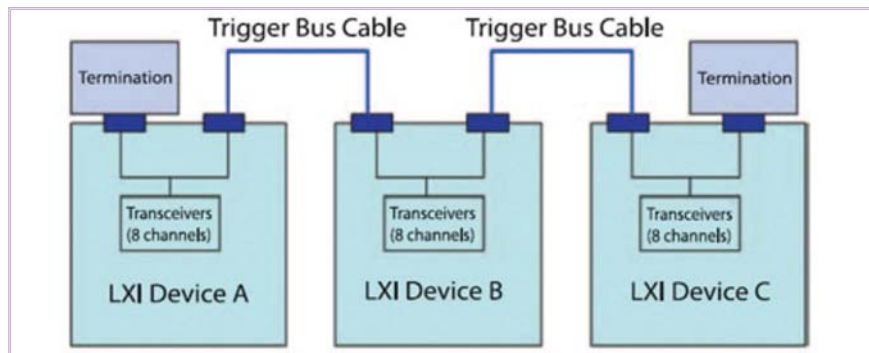 Trigger Bus Cable
Trigger Bus Cable
Termination
Termination
Transceivers
(8 channels)
LXI Device A
Transceivers
(8 channels)
LXI Device B
Transceivers
(8 channels)
LXI Device C